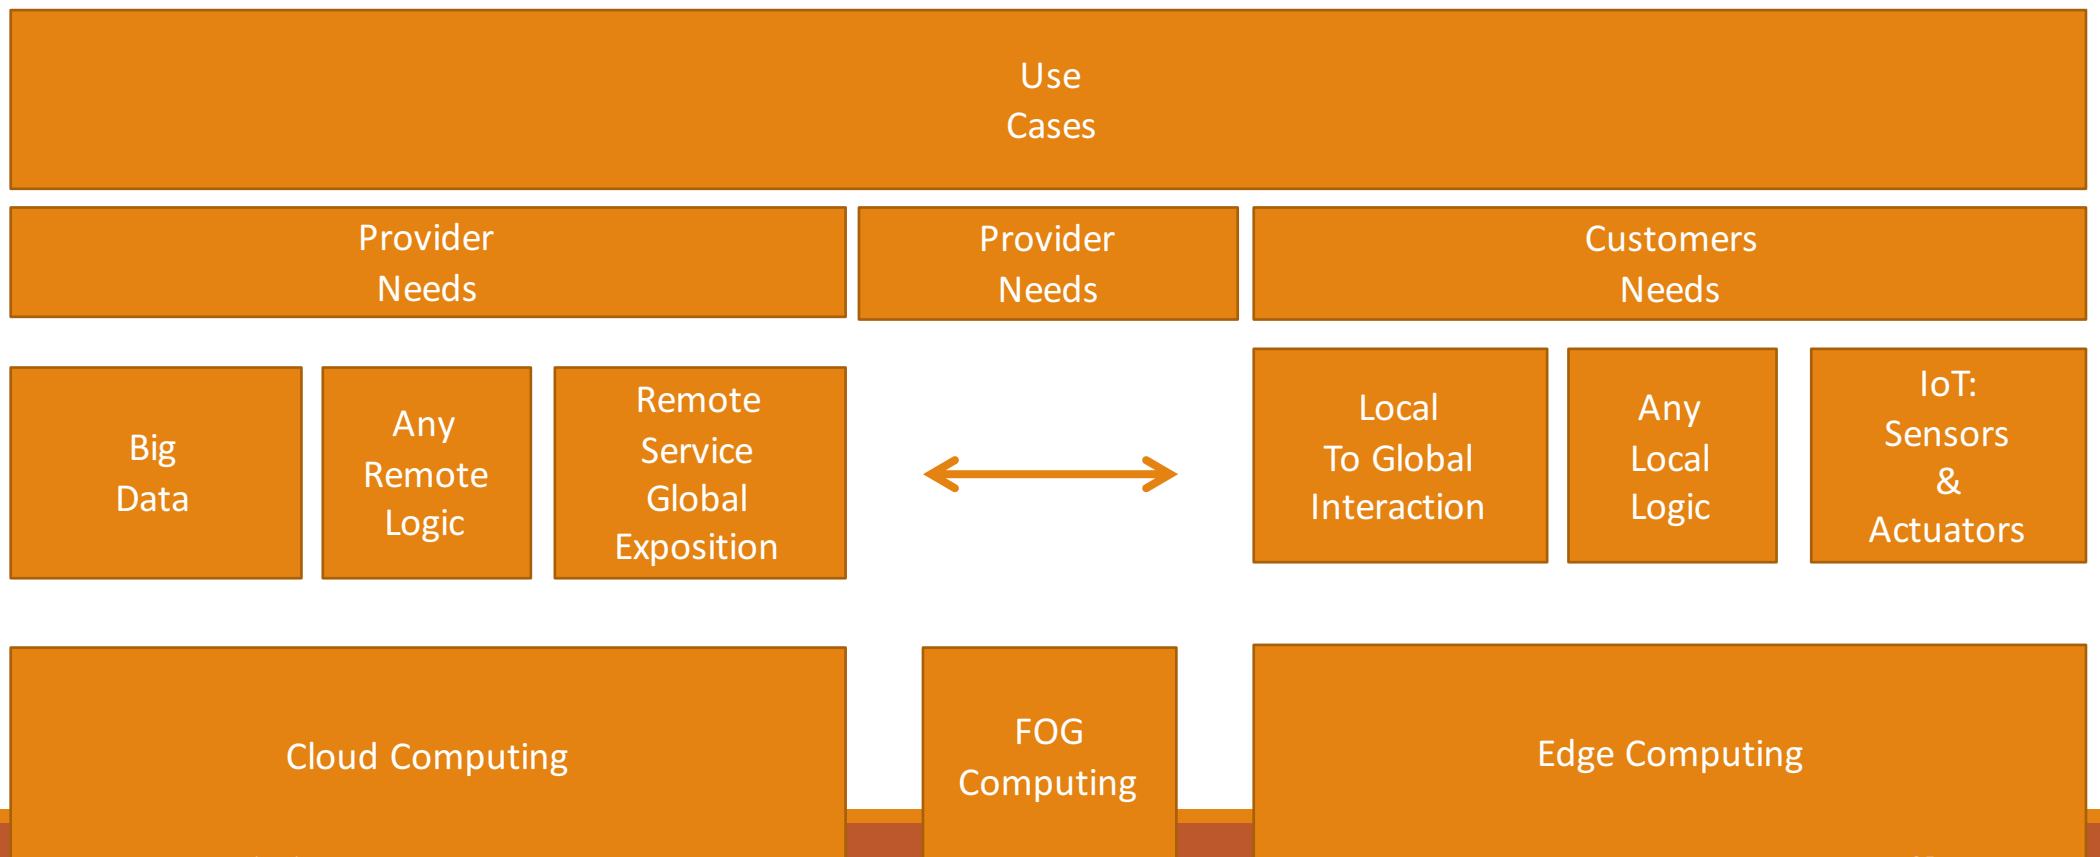 Use
Cases
Provider
Needs
Provider
Needs
Customers
Needs
Big
Data
Any
Remote
Logic
Remote
Service
Global
Exposition
Local
To Global
Interaction
Any
Local
Logic
IoT:
Sensors
&
Actuators
Cloud Computing
FOG
Computing
Edge Computing